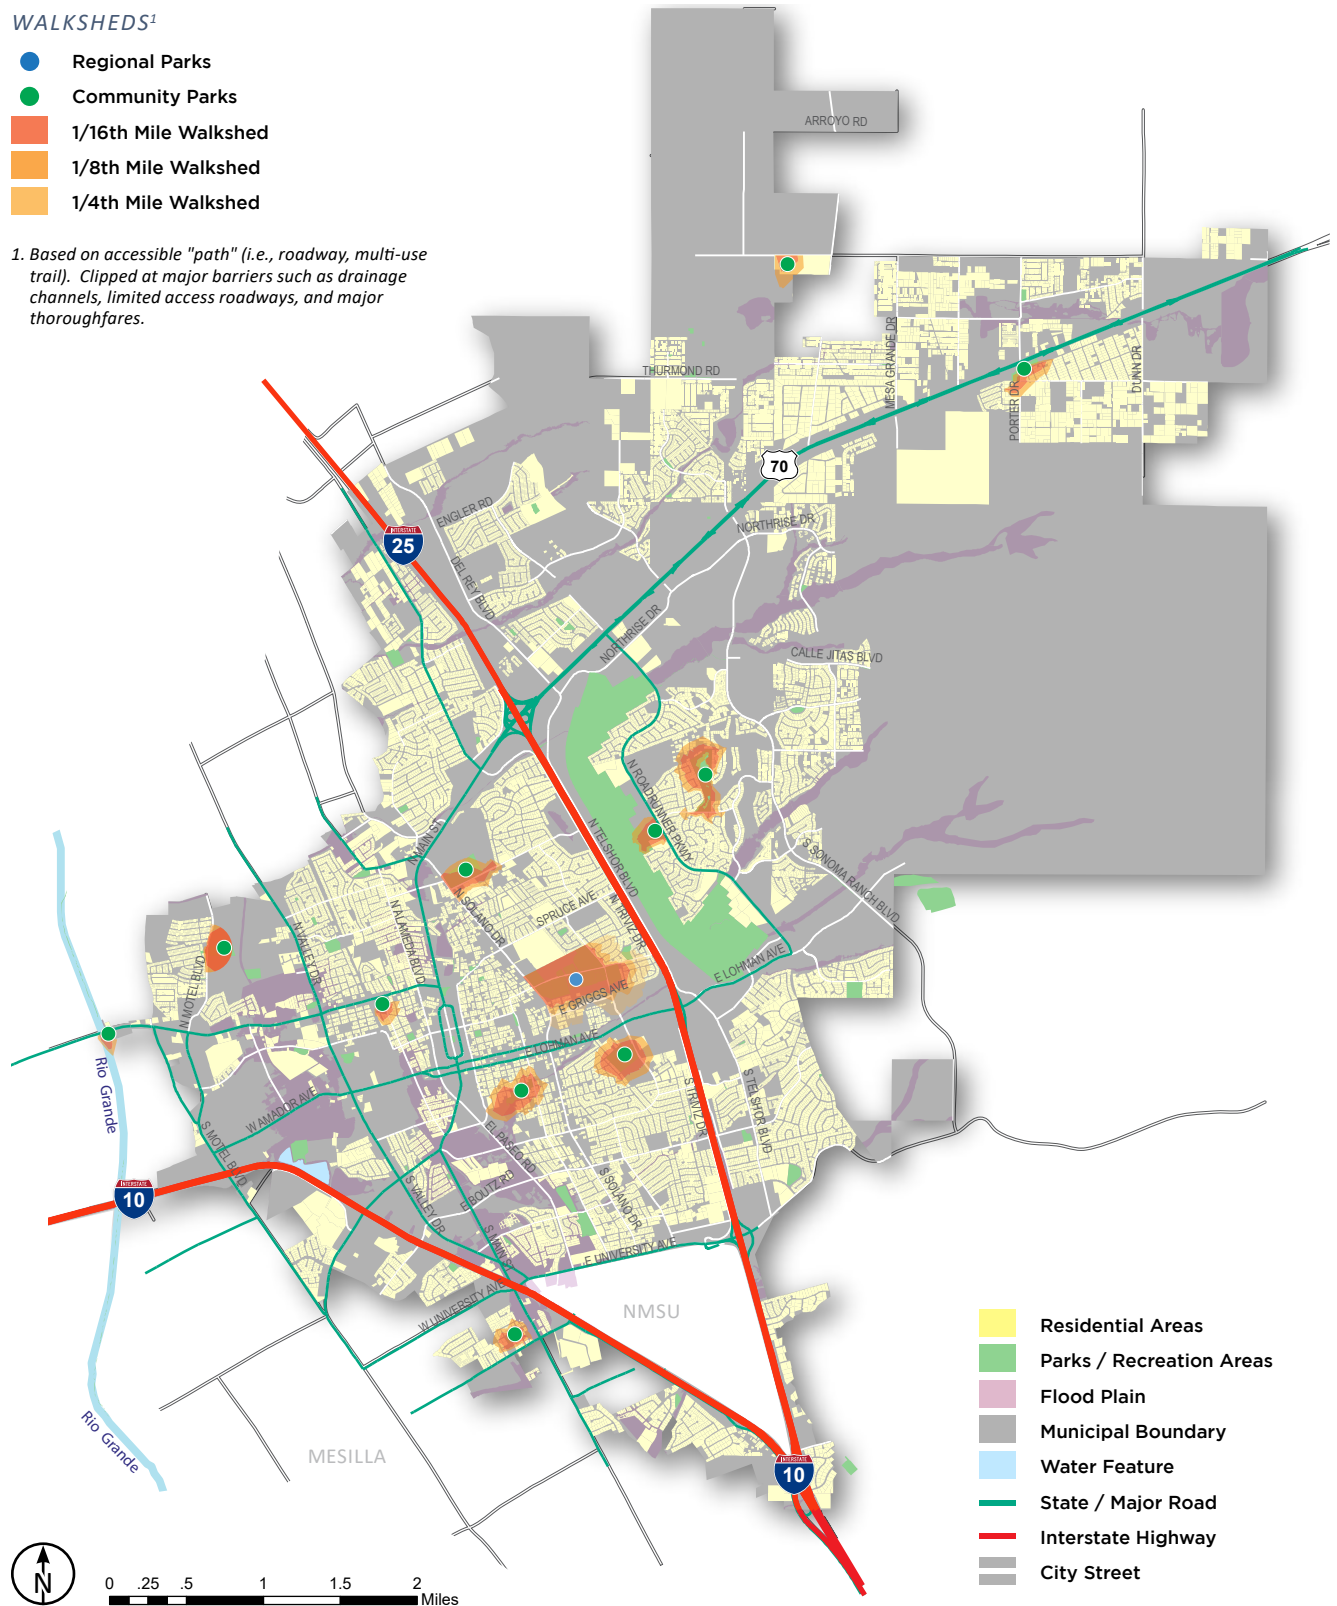 WALKSHEDS¹
Regional Parks
Community Parks
1/16th Mile Walkshed
1/8th Mile Walkshed
1/4th Mile Walkshed
1. Based on accessible "path" (i.e., roadway, multi-use
trail). Clipped at major barriers such as drainage
channels, limited access roadways, and major
thoroughfares.
ARROYO RD
THURMOND RD
MESA GRANDE DR
PORTER DR
DUNN DR
70
ENGLER RD
INTERSTATE
25
NORTHRISE DR
DEL REY BLVD
NORTHRISE DR
CALLE JITAS BLVD
N ROADRUNNER PKWY
N TELSHOR BLVD
N MAIN ST
S SONOMA RANCH BLVD
N SOLANO DR
SPRUCE AVE
N TRIVIZ DR
N ALAMEDA BLVD
N VALLEY DR
N MOTEL BLVD
E LOHMAN AVE
E GRIGGS AVE
E LOHMAN AVE
Rio Grande
W AMADOR AVE
S MOTEL BLVD
S TRIVIZ DR
S TELSHOR BLVD
EL PASEO RD
E BOUTZ RD
S SOLANO DR
S VALLEY DR
S MAIN ST
INTERSTATE
10
E UNIVERSITY AVE
W UNIVERSITY AVE
NMSU
Rio Grande
MESILLA
INTERSTATE
10
Residential Areas
Parks / Recreation Areas
Flood Plain
Municipal Boundary
Water Feature
State / Major Road
Interstate Highway
City Street
N
0 .25 .5 1 1.5 2
Miles